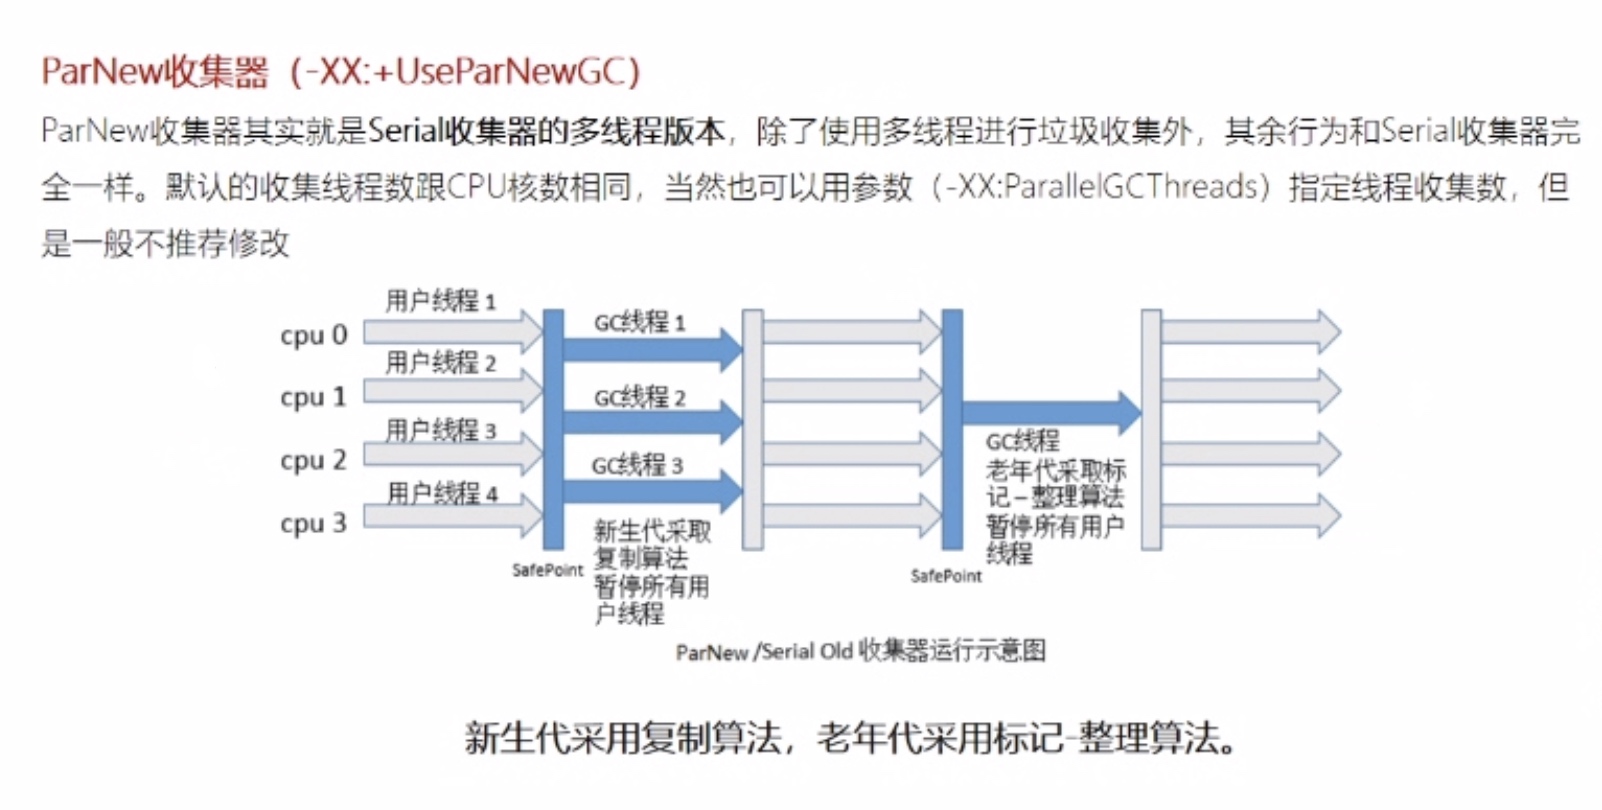 ParNew收集器（-XX:+UseParNewGC）
ParNew收集器其实就是Serial收集器的多线程版本，除了使用多线程进行垃圾收集外，其余行为和Serial收集器完
全一样。默认的收集线程数跟CPU核数相同，当然也可以用参数（-XX:ParallelGCThreads）指定线程收集数，但
是一般不推荐修改
用户线程 1
cpu 0
用户线程 2
cpu 1
用户线程 3
cpu 2
用户线程 4
cpu 3
SafePoint
GC线程 1
GC线程 2
GC线程 3
新生代采取
复制算法
暂停所有用
户线程
SafePoint
GC线程
老年代采取标
记–整理算法
暂停所有用户
线程
ParNew /Serial Old 收集器运行示意图
新生代采用复制算法，老年代采用标记-整理算法。